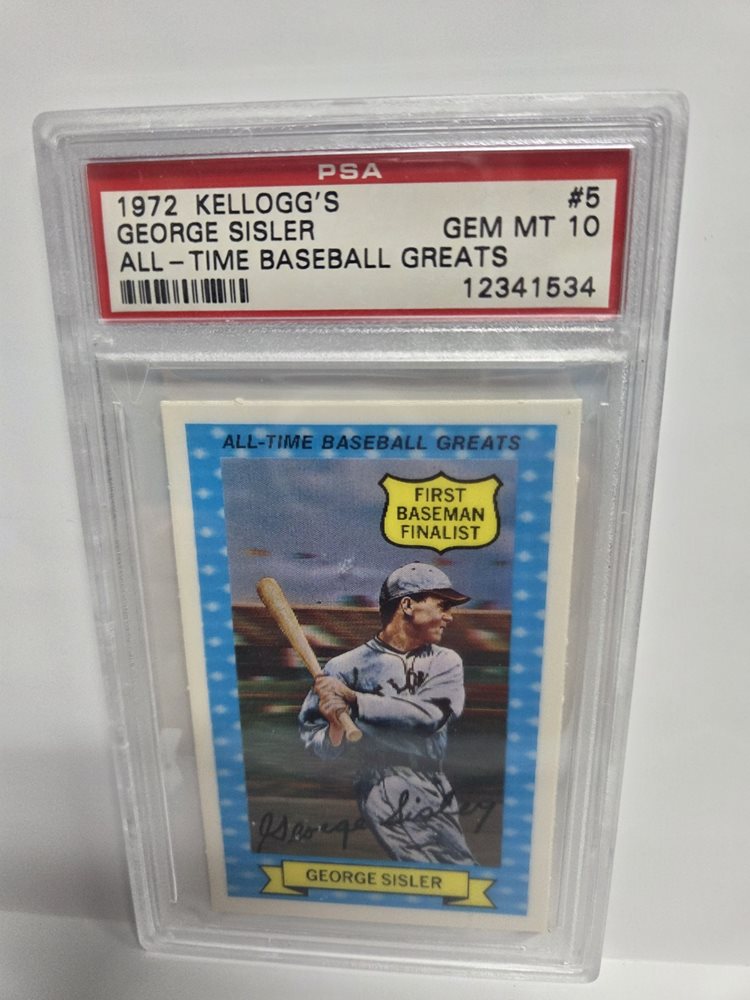 PSA
1972 KELLOGG'S #5
GEORGE SISLER GEM MT 10
ALL-TIME BASEBALL GREATS
12341534
ALL-TIME BASEBALL GREATS
FIRST
BASEMAN
FINALIST
George Sisler
GEORGE SISLER